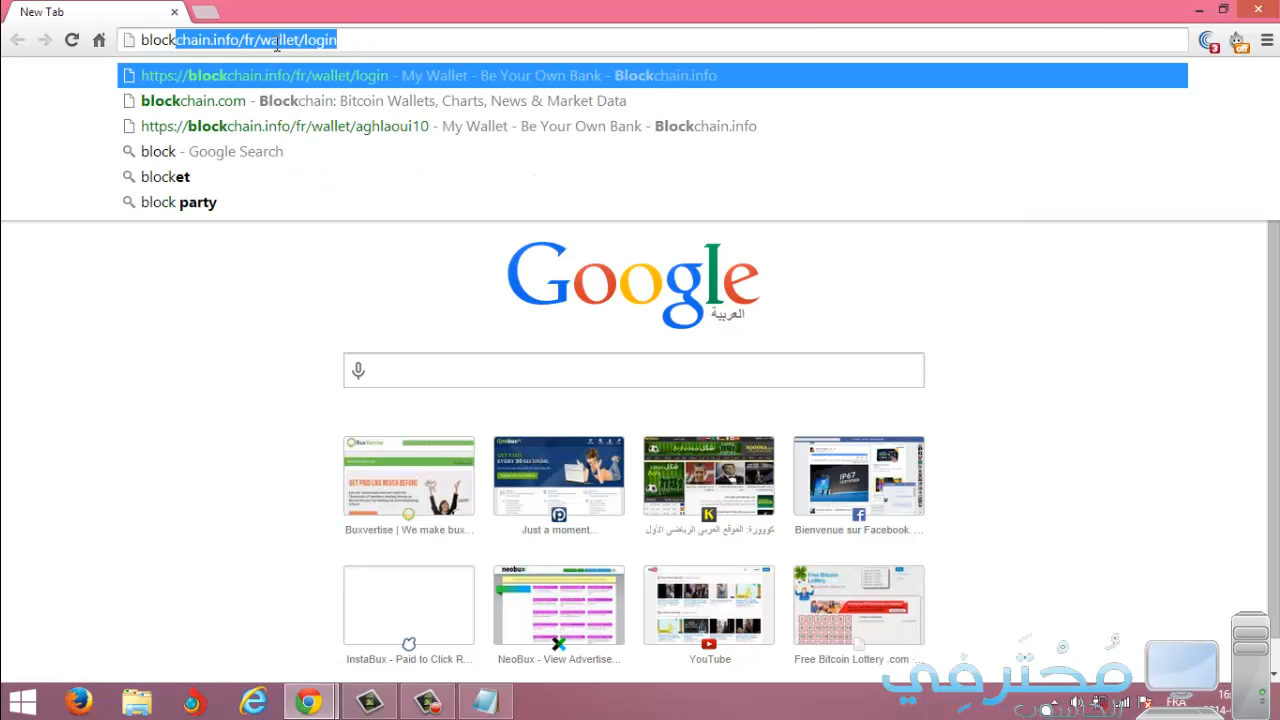 New Tab
blockchain.info/fr/wallet/login
https://blockchain.info/fr/wallet/login - My Wallet - Be Your Own Bank - Blockchain.info
blockchain.com - Blockchain: Bitcoin Wallets, Charts, News & Market Data
https://blockchain.info/fr/wallet/aghlaoui10 - My Wallet - Be Your Own Bank - Blockchain.info
block - Google Search
blocket
block party
Google
العربية
Buxvertise | We make bux...
Just a moment...
كووورة: الموقع العربي الرياضي الأول
Bienvenue sur Facebook. ...
neobux
InstaBux - Paid to Click R...
NeoBux - View Advertise...
YouTube
Free Bitcoin Lottery .com -...
مُحْترفي
الحاسوب
FRA